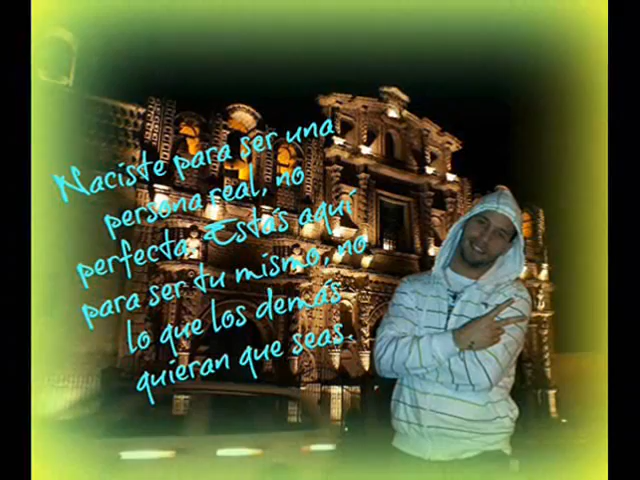 Naciste para ser una
persona real, no
perfecta. Estás aquí
para ser tu mismo, no
lo que los demás
quieran que seas.